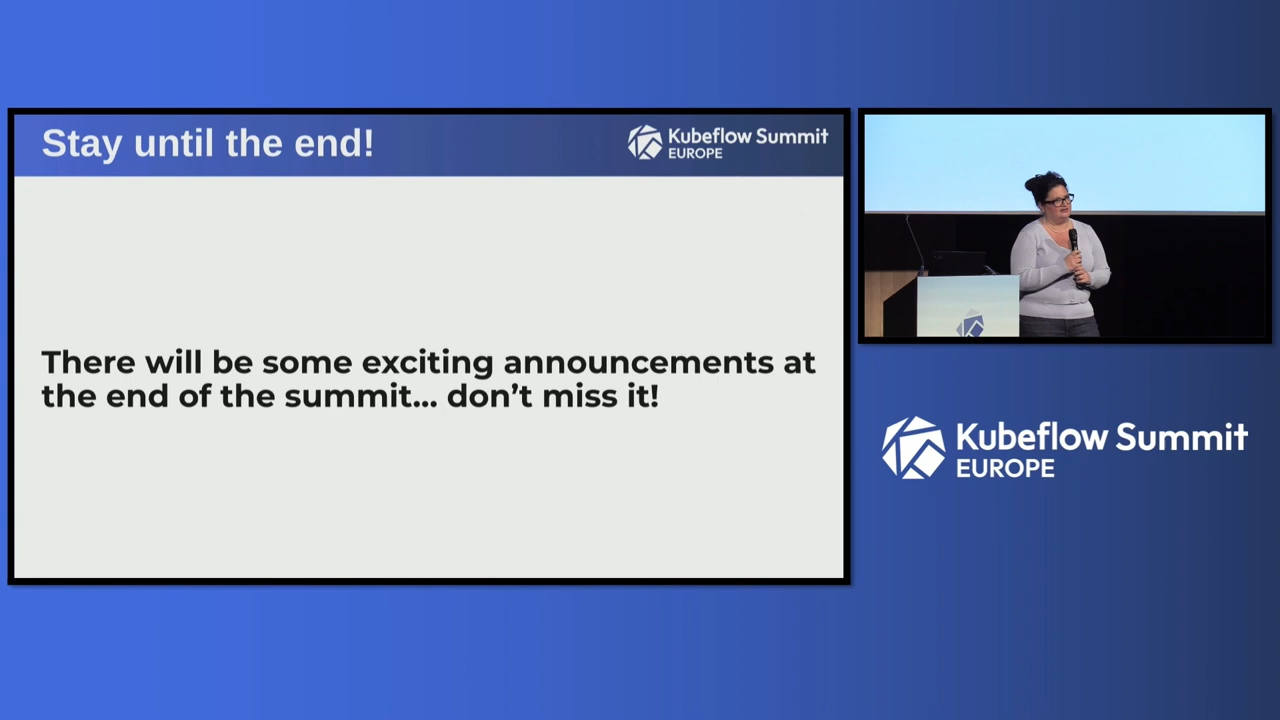 Stay until the end!
Kubeflow Summit
EUROPE
There will be some exciting announcements at
the end of the summit... don’t miss it!
Kubeflow Summit
EUROPE